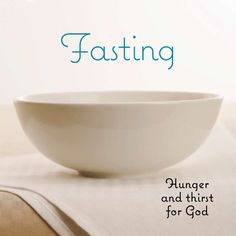 Fasting
Hunger
and thirst
for God